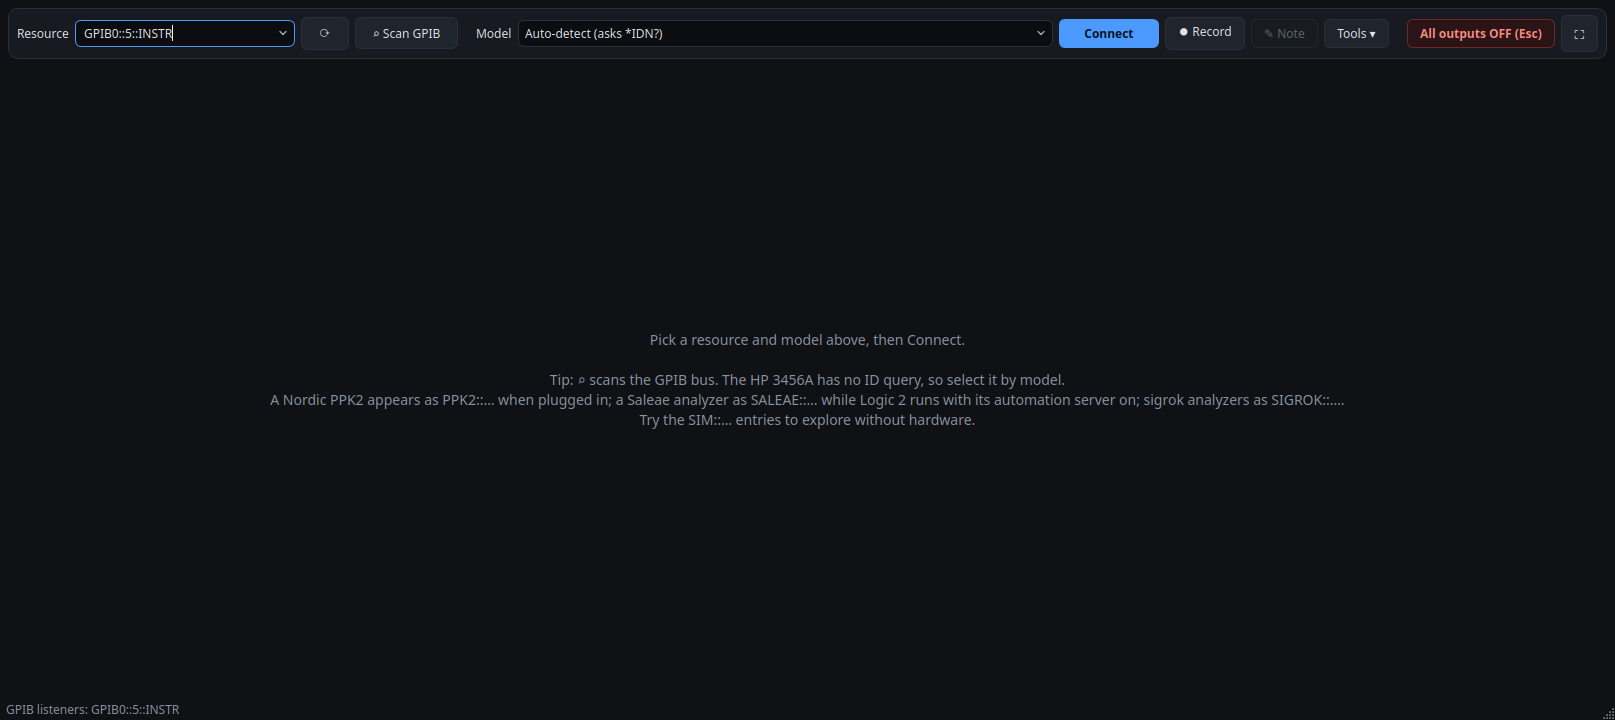 Resource GPIB0::5::INSTR ⟳ ⌕ Scan GPIB Model Auto-detect (asks *IDN?) Connect ● Record ✎ Note Tools ▾ All outputs OFF (Esc) ⛶
Pick a resource and model above, then Connect.
Tip: ⌕ scans the GPIB bus. The HP 3456A has no ID query, so select it by model.
A Nordic PPK2 appears as PPK2::… when plugged in; a Saleae analyzer as SALEAE::… while Logic 2 runs with its automation server on; sigrok analyzers as SIGROK::….
Try the SIM::… entries to explore without hardware.
GPIB listeners: GPIB0::5::INSTR